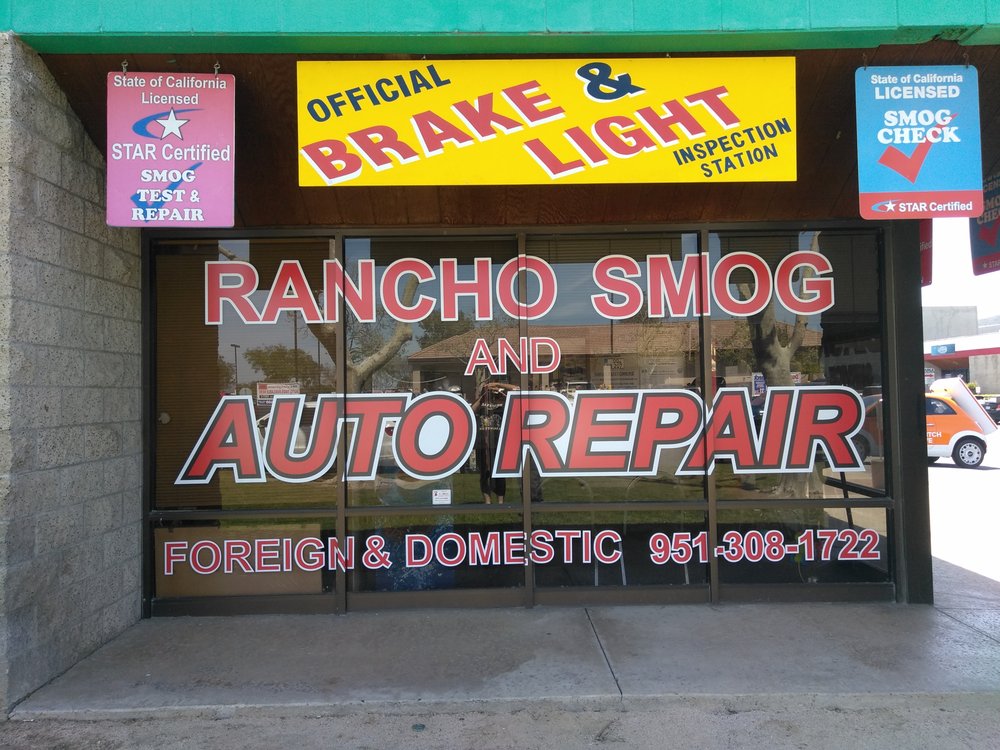 State of California
Licensed
STAR Certified
SMOG
TEST &
REPAIR
OFFICIAL
BRAKE &
LIGHT
INSPECTION
STATION
State of California
LICENSED
SMOG
CHECK
STAR Certified
RANCHO SMOG
AND
AUTO REPAIR
FOREIGN & DOMESTIC 951-308-1722